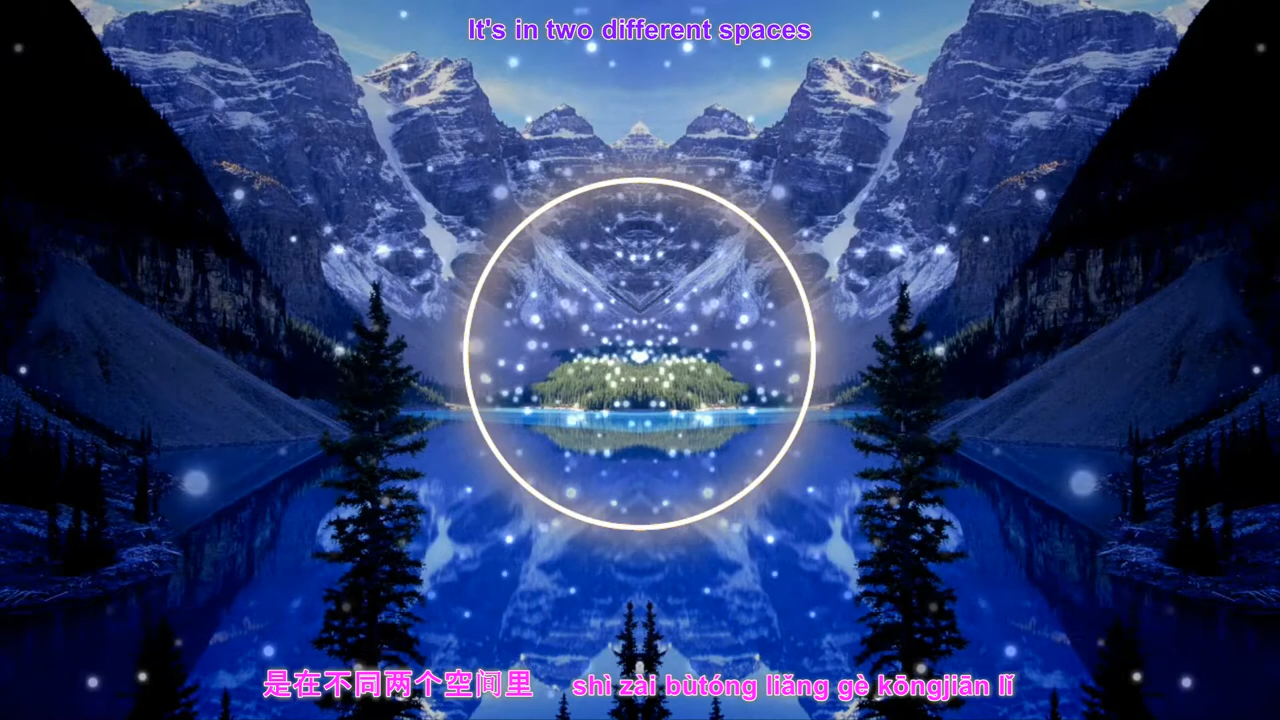 It's in two different spaces
是在不同两个空间里 shì zài bùtóng liǎng gè kōngjiān lǐ